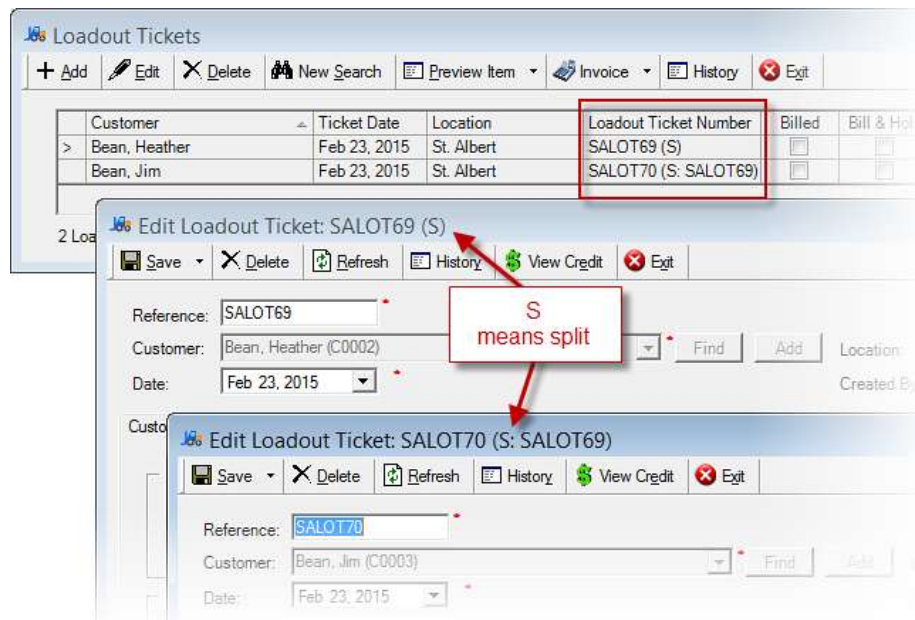 Loadout Tickets
Add Edit Delete New Search Preview Item Invoice History Exit
Customer Ticket Date Location Loadout Ticket Number Billed Bill & Hol
> Bean, Heather Feb 23, 2015 St. Albert SALOT69 (S)
Bean, Jim Feb 23, 2015 St. Albert SALOT70 (S: SALOT69)
2 Loa
Edit Loadout Ticket: SALOT69 (S)
Save Delete Refresh History View Credit Exit
S
means split
Reference: SALOT69 *
Customer: Bean, Heather (C0002) * Find Add Location:
Date: Feb 23, 2015 * Created By
Custo
Edit Loadout Ticket: SALOT70 (S: SALOT69)
Save Delete Refresh History View Credit Exit
Reference: SALOT70 *
Customer: Bean, Jim (C0003) * Find Add
Date: Feb 23, 2015 *